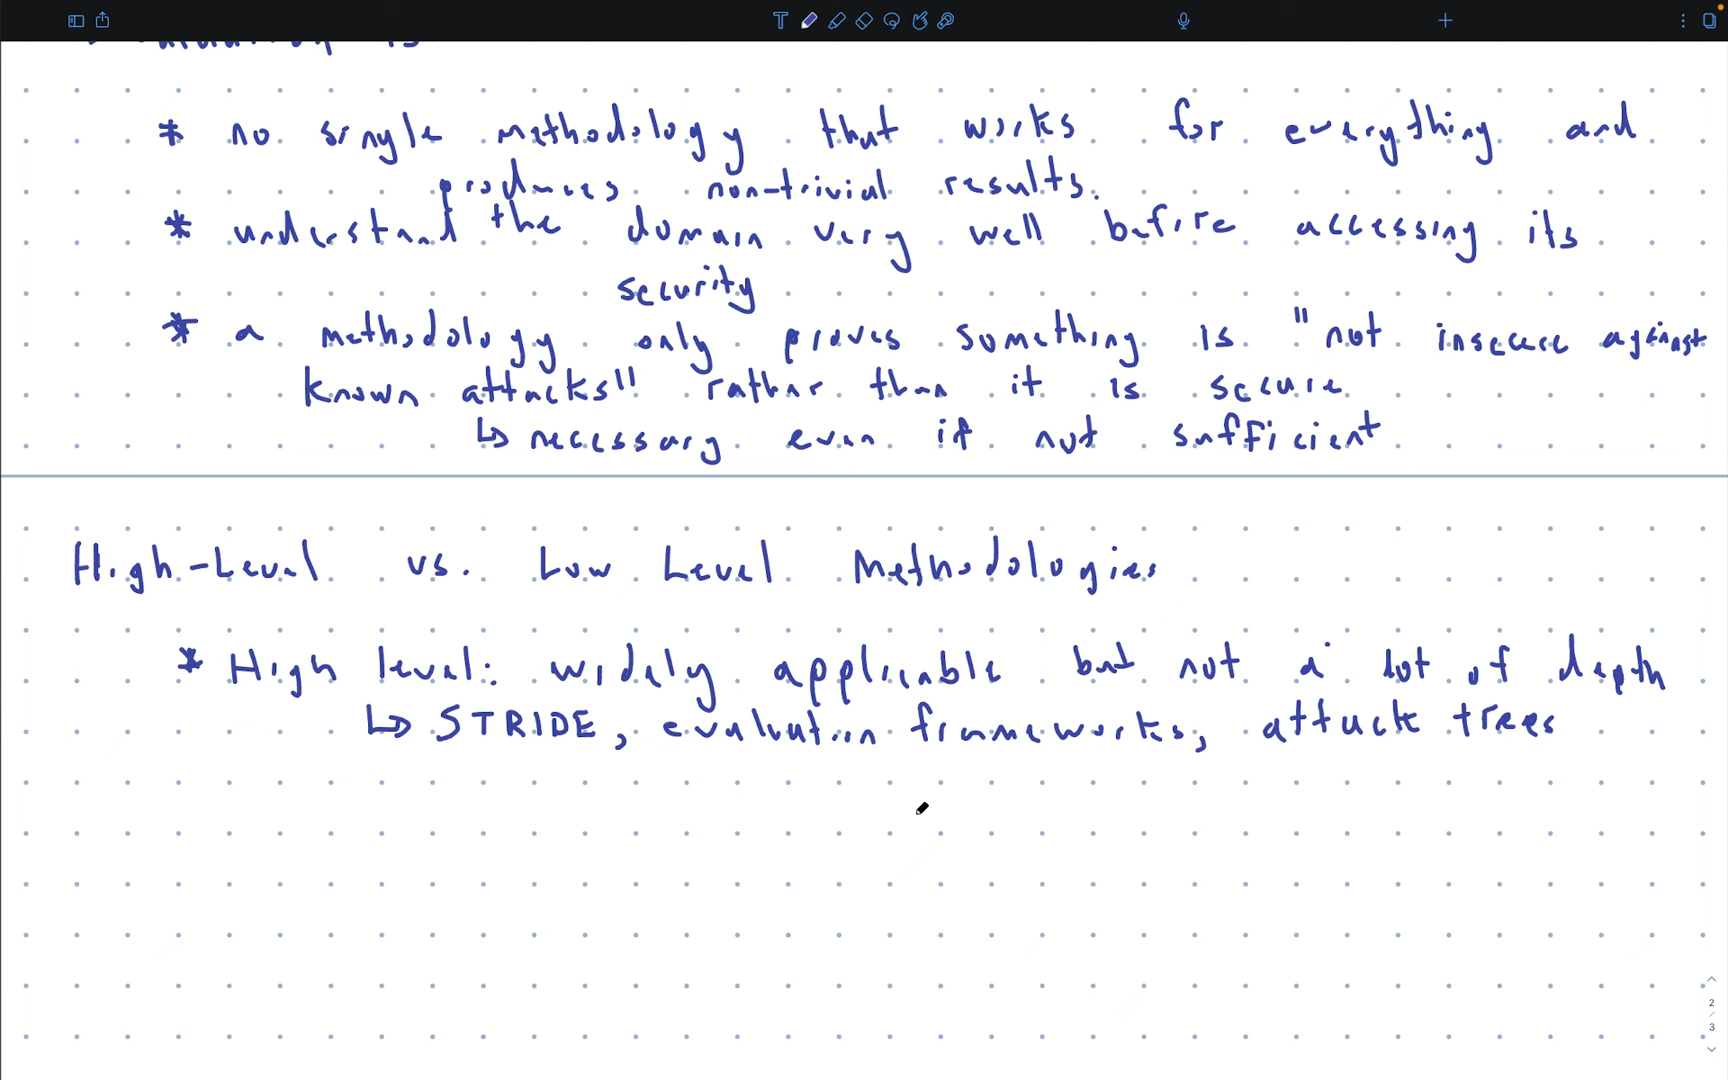 * no single methodology that works for everything and
produces non-trivial results.
* understand the domain very well before accessing its
security
* a methodology only proves something is "not insecure against
known attacks" rather than it is secure.
↳ necessary even if not sufficient
High-Level vs. Low Level Methodologies
* High level: widely applicable but not a lot of depth
↳ STRIDE, evaluation frameworks, attack trees
2
/
3